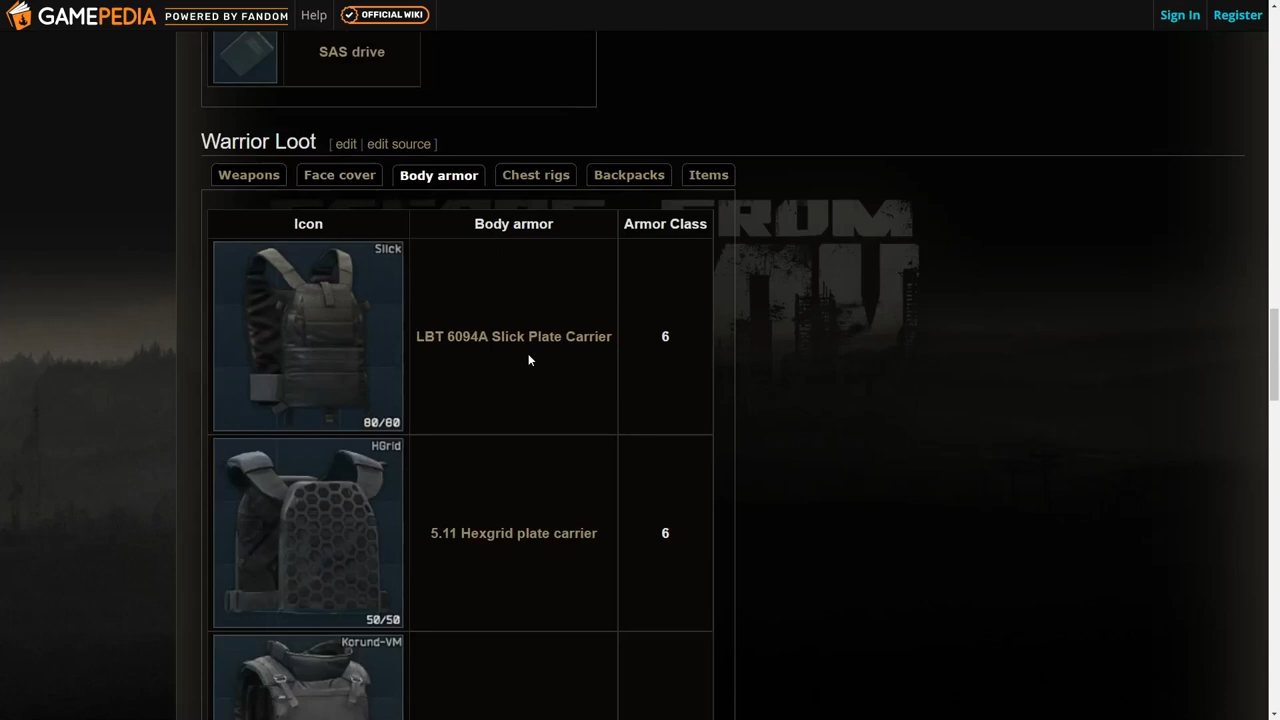 GAMEPEDIA POWERED BY FANDOM Help OFFICIAL WIKI Sign In Register
SAS drive
Warrior Loot [ edit | edit source ]
Weapons Face cover Body armor Chest rigs Backpacks Items
Icon Body armor Armor Class
Slick
LBT 6094A Slick Plate Carrier 6
80/80
HGrid
5.11 Hexgrid plate carrier 6
50/50
Korund-VM